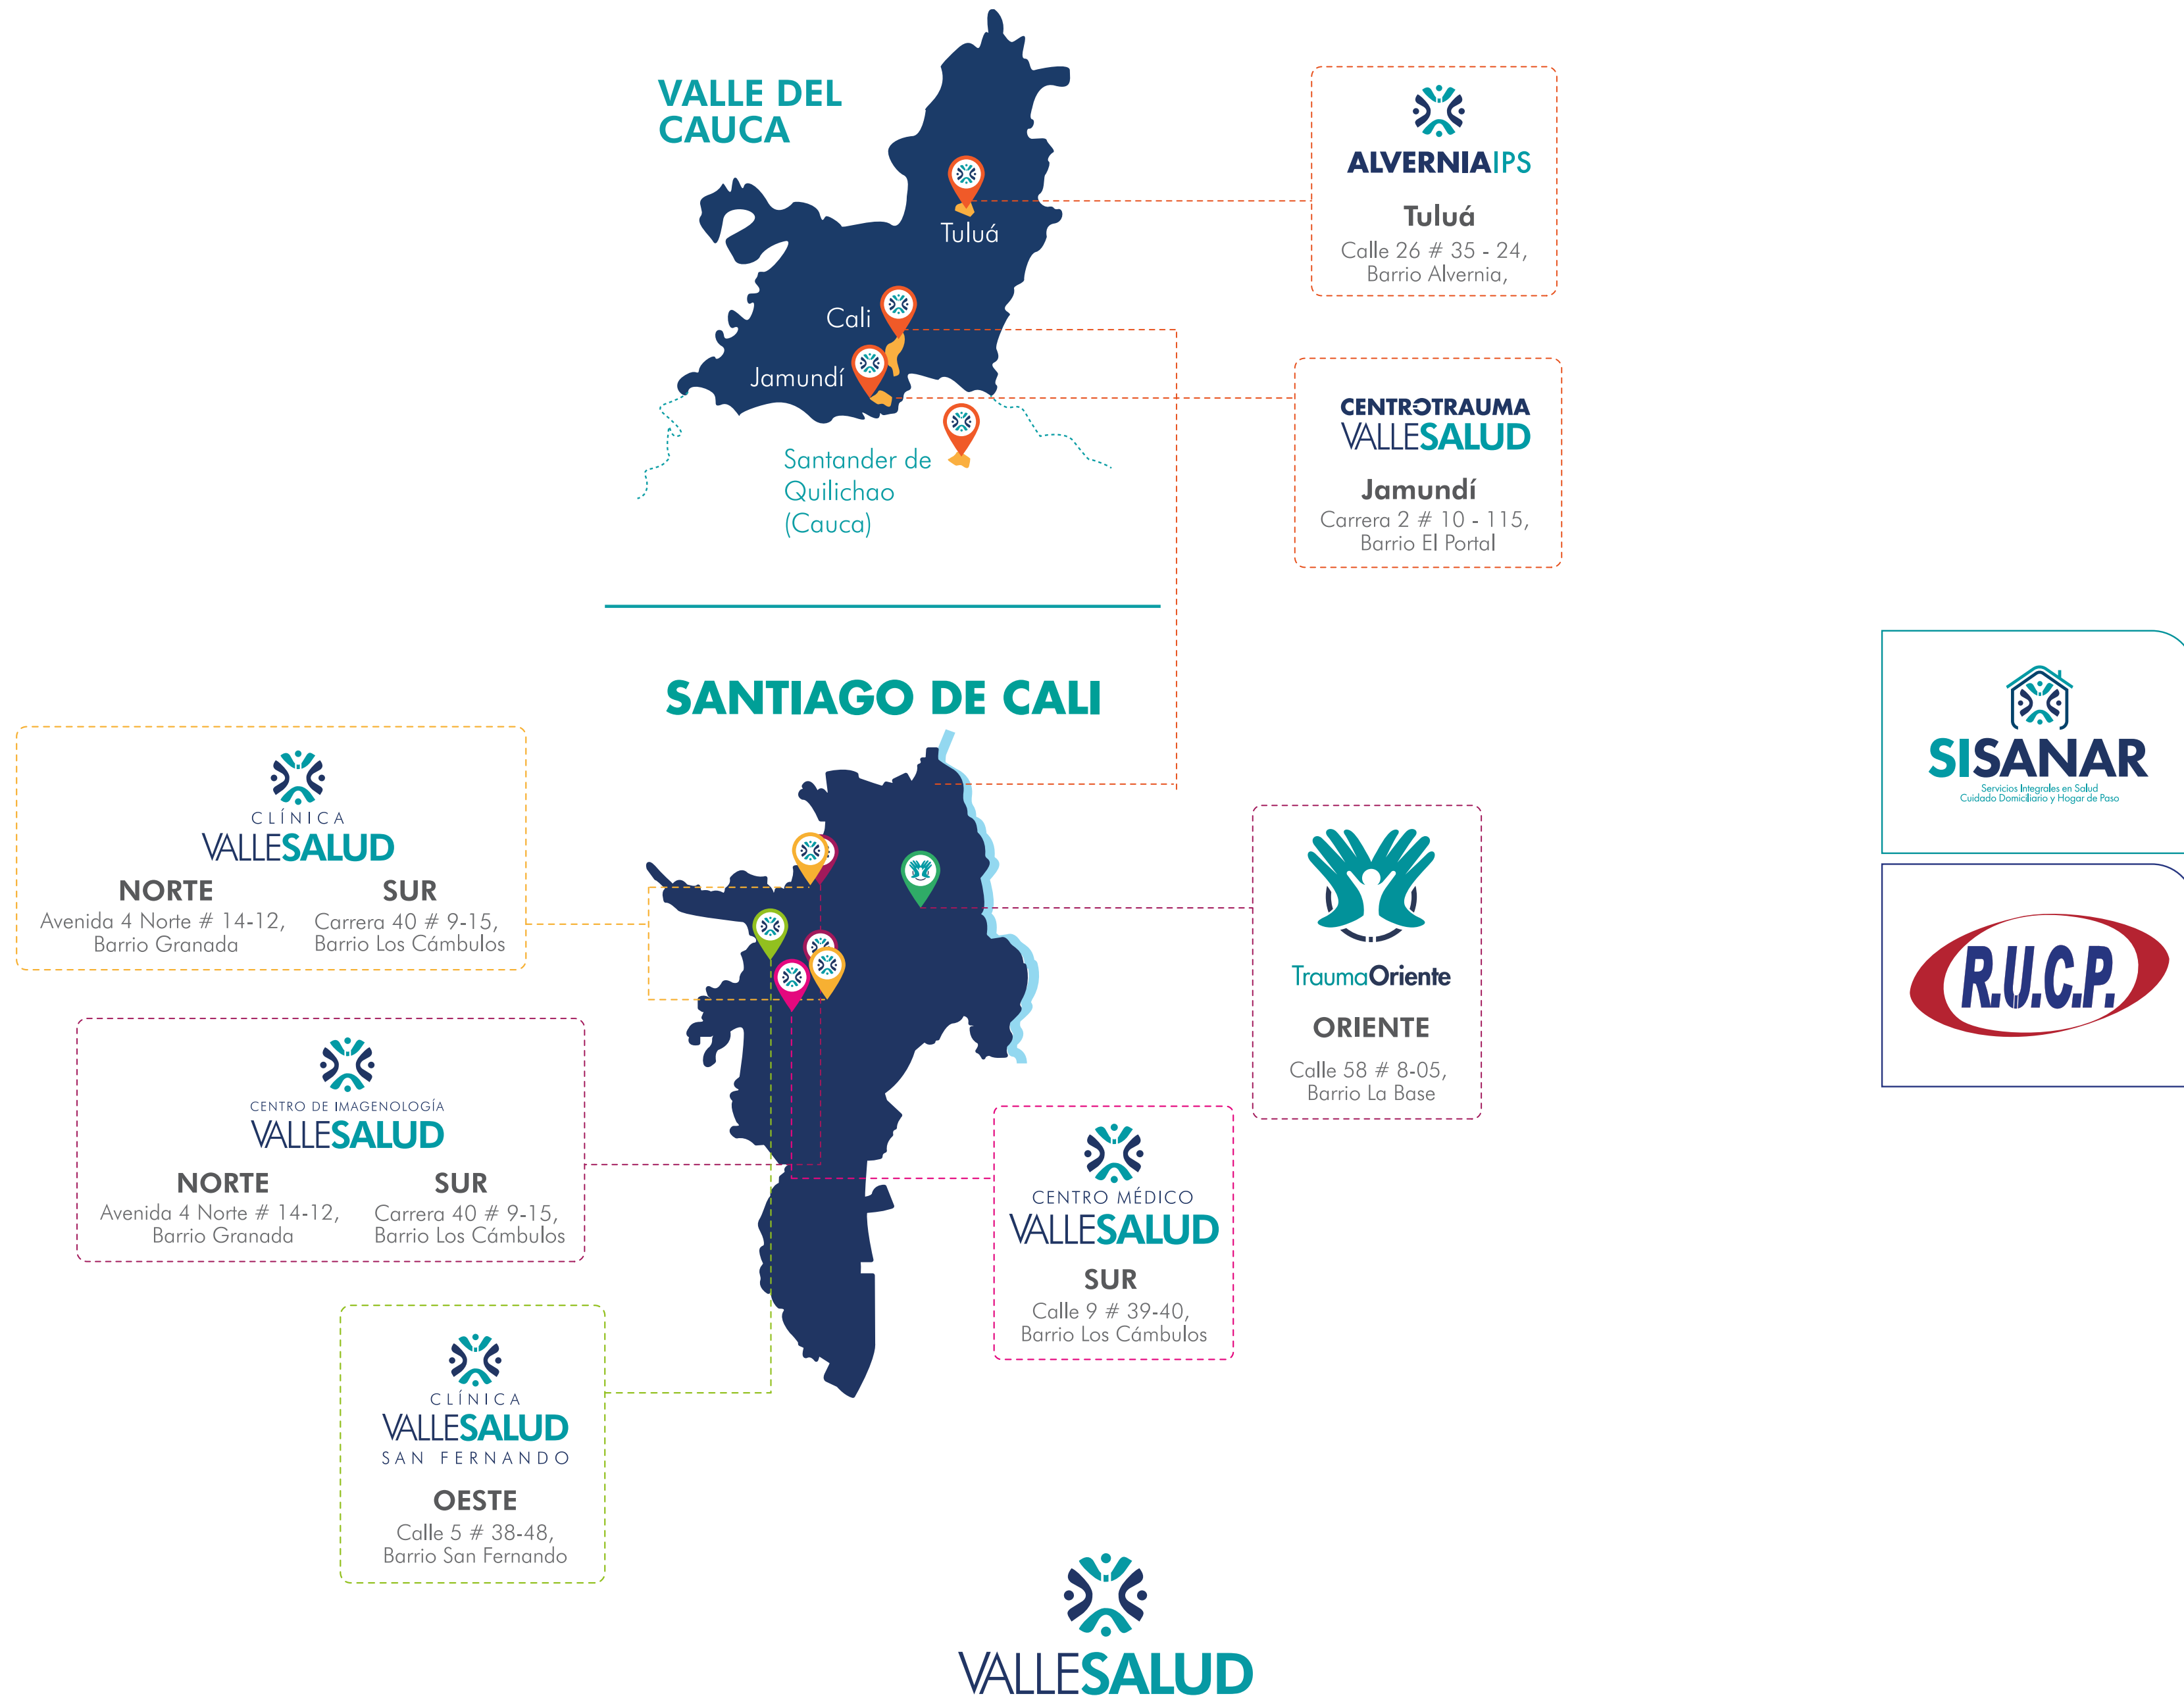 VALLE DEL
CAUCA
Tuluá
Cali
Jamundí
Santander de
Quilichao
(Cauca)
ALVERNIAIPS
Tuluá
Calle 26 # 35 - 24,
Barrio Alvernia,
CENTROTRAUMA
VALLESALUD
Jamundí
Carrera 2 # 10 - 115,
Barrio El Portal
SANTIAGO DE CALI
CLÍNICA
VALLESALUD
NORTE
Avenida 4 Norte # 14-12,
Barrio Granada
SUR
Carrera 40 # 9-15,
Barrio Los Cámbulos
CENTRO DE IMAGENOLOGÍA
VALLESALUD
NORTE
Avenida 4 Norte # 14-12,
Barrio Granada
SUR
Carrera 40 # 9-15,
Barrio Los Cámbulos
CLÍNICA
VALLESALUD
SAN FERNANDO
OESTE
Calle 5 # 38-48,
Barrio San Fernando
TraumaOriente
ORIENTE
Calle 58 # 8-05,
Barrio La Base
CENTRO MÉDICO
VALLESALUD
SUR
Calle 9 # 39-40,
Barrio Los Cámbulos
SISANAR
Servicios Integrales en Salud
Cuidado Domiciliario y Hogar de Paso
R.U.C.P.
VALLESALUD